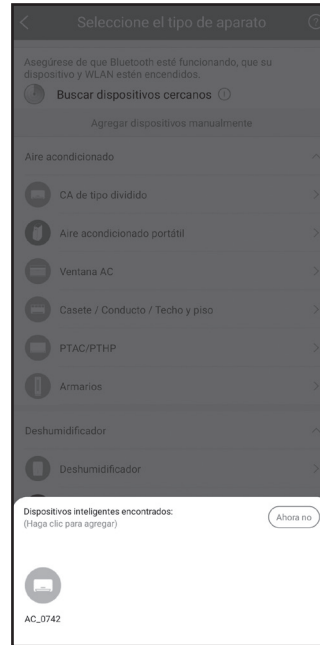 Seleccione el tipo de aparato
Asegúrese de que Bluetooth esté funcionando, que su
dispositivo y WLAN estén encendidos.
Buscar dispositivos cercanos
Agregar dispositivos manualmente
Aire acondicionado
CA de tipo dividido
Aire acondicionado portátil
Ventana AC
Casete / Conducto / Techo y piso
PTAC/PTHP
Armarios
Deshumidificador
Deshumidificador
Dispositivos inteligentes encontrados:
(Haga clic para agregar)
Ahora no
AC_0742